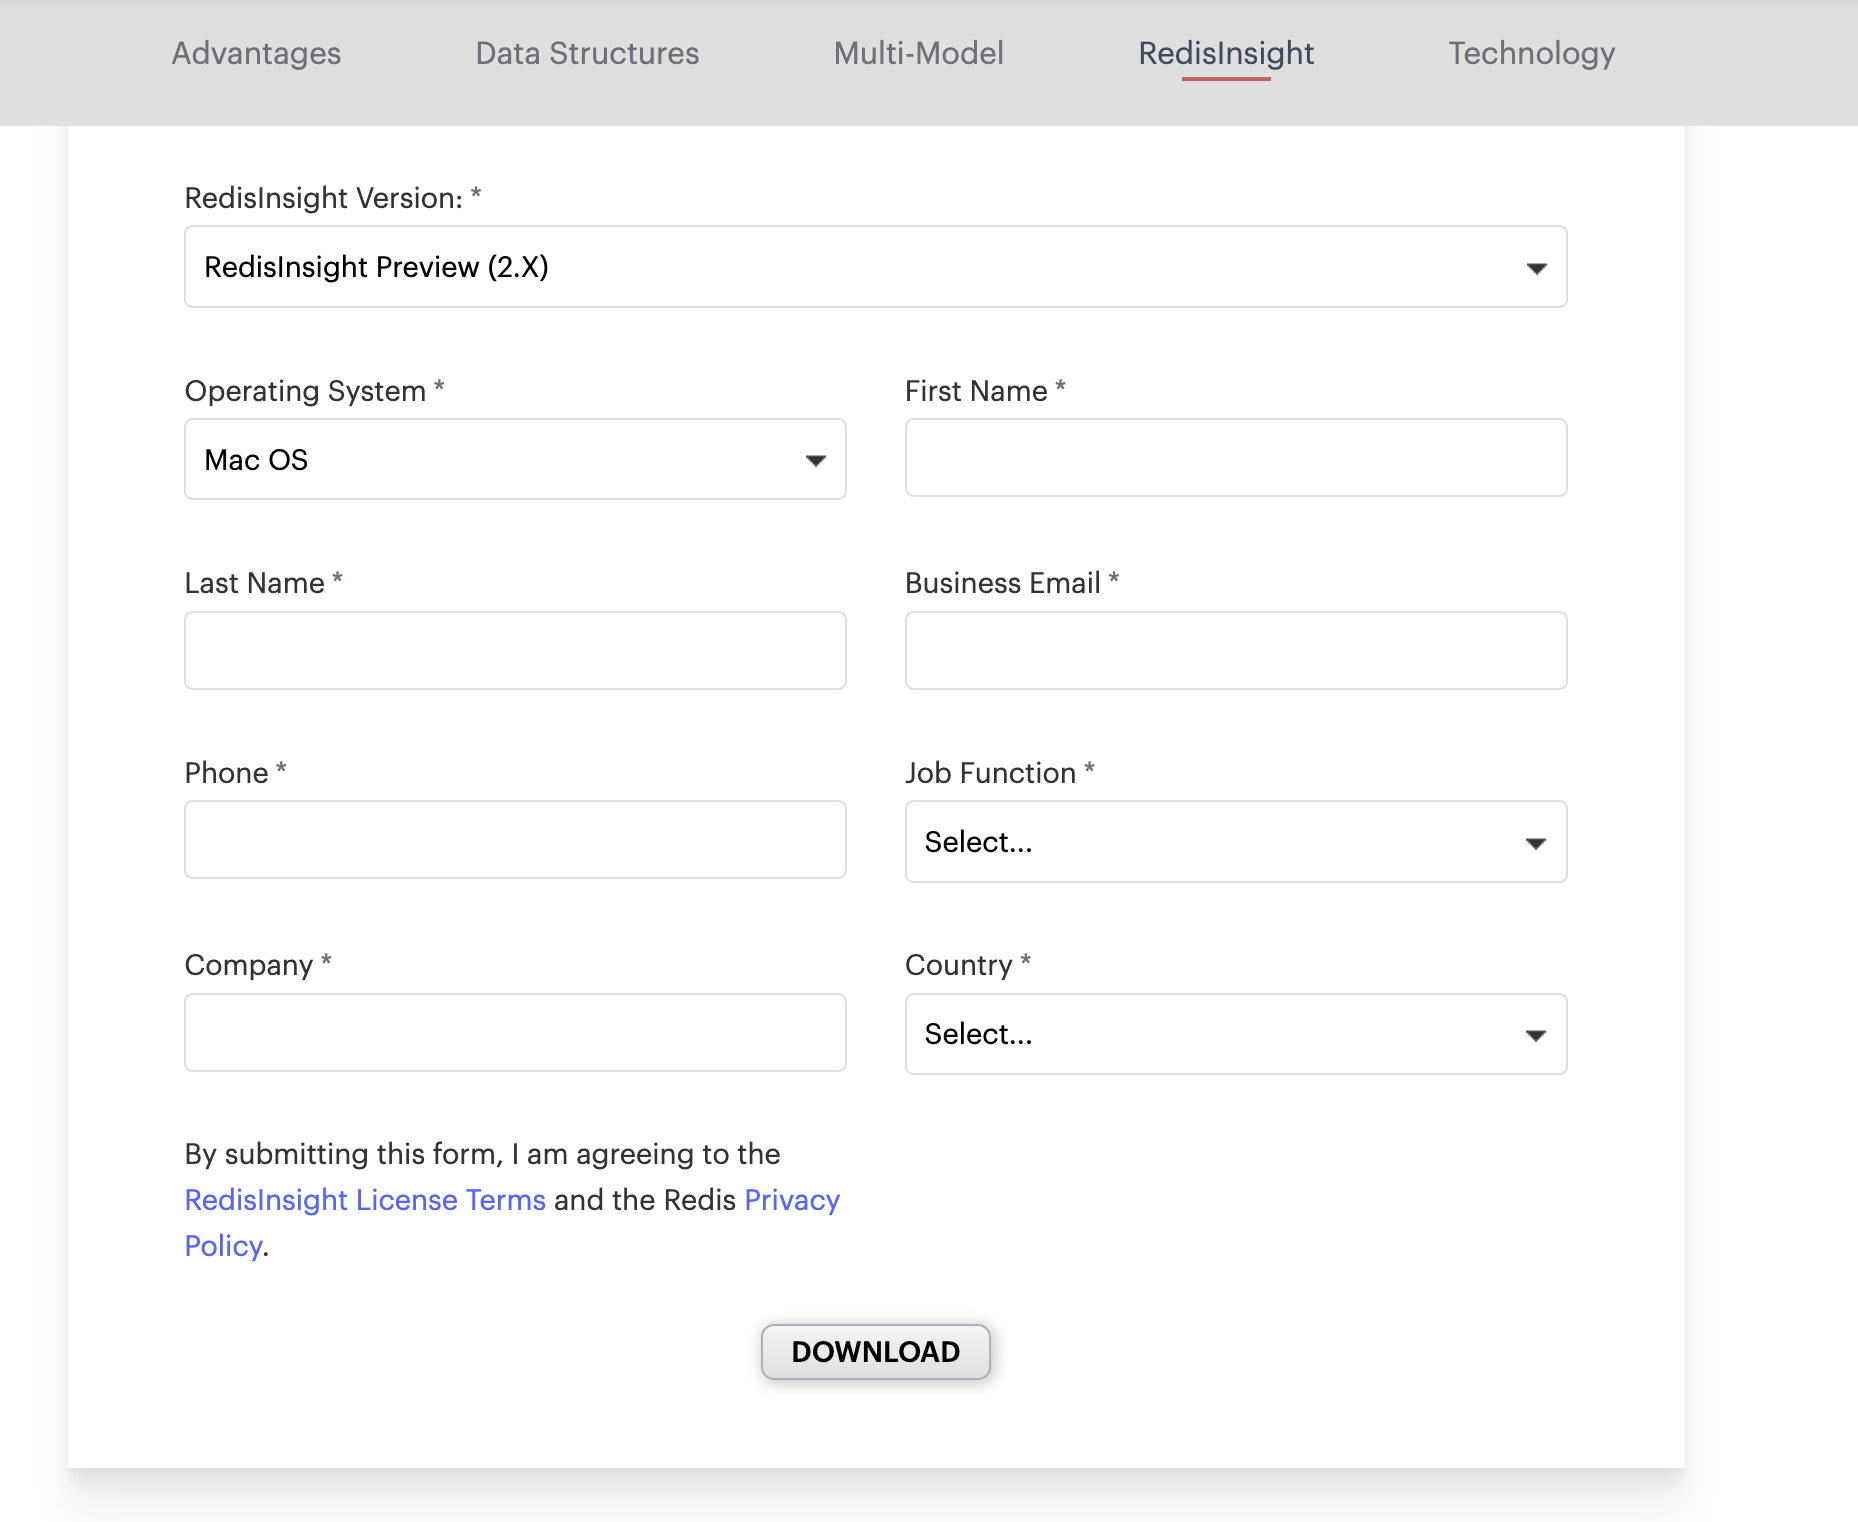 Advantages Data Structures Multi-Model RedisInsight Technology
RedisInsight Version: *
RedisInsight Preview (2.X)
Operating System *
Mac OS
First Name *
Last Name *
Business Email *
Phone *
Job Function *
Select...
Company *
Country *
Select...
By submitting this form, I am agreeing to the
RedisInsight License Terms and the Redis Privacy
Policy.
DOWNLOAD